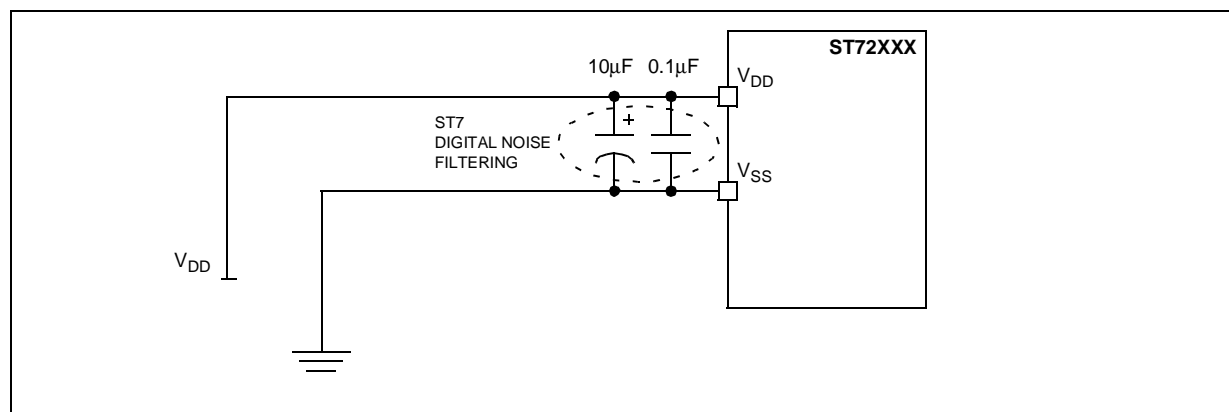 ST72XXX
10μF 0.1μF
VDD
ST7
DIGITAL NOISE
FILTERING
+
VSS
VDD